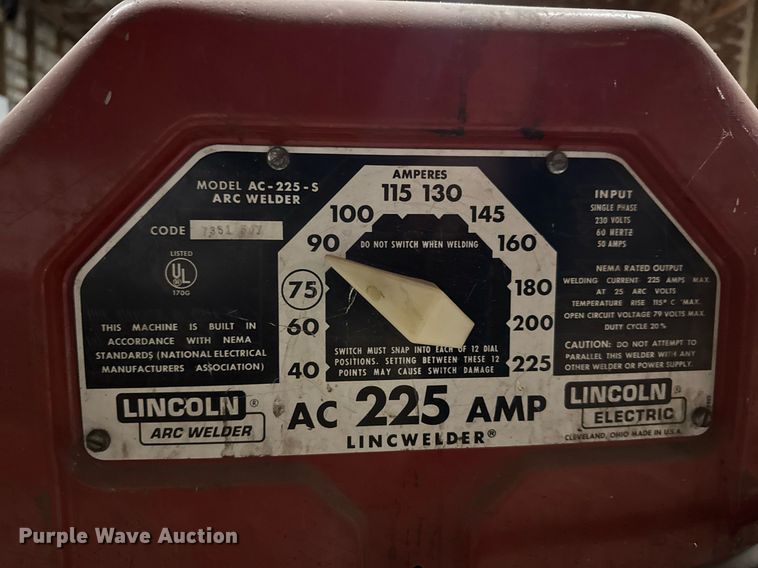 MODEL AC-225-S
ARC WELDER
CODE
LISTED
UL
®
170G
THIS MACHINE IS BUILT IN
ACCORDANCE WITH NEMA
STANDARDS (NATIONAL ELECTRICAL
MANUFACTURERS ASSOCIATION)
LINCOLN ®
ARC WELDER
AMPERES
40
60
75
90
100
115 130
145
160
180
200
225
DO NOT SWITCH WHEN WELDING
SWITCH MUST SNAP INTO EACH OF 12 DIAL
POSITIONS. SETTING BETWEEN THESE 12
POINTS MAY CAUSE SWITCH DAMAGE
AC 225 AMP
LINCWELDER®
INPUT
SINGLE PHASE
230 VOLTS
60 HERTZ
50 AMPS
NEMA RATED OUTPUT
WELDING CURRENT 225 AMPS MAX.
AT 25 ARC VOLTS
TEMPERATURE RISE 115° C MAX.
OPEN CIRCUIT VOLTAGE 79 VOLTS MAX.
DUTY CYCLE 20%
CAUTION: DO NOT ATTEMPT TO
PARALLEL THIS WELDER WITH ANY
OTHER WELDER OR POWER SUPPLY.
LINCOLN ®
ELECTRIC
CLEVELAND, OHIO MADE IN U.S.A.
Purple Wave Auction